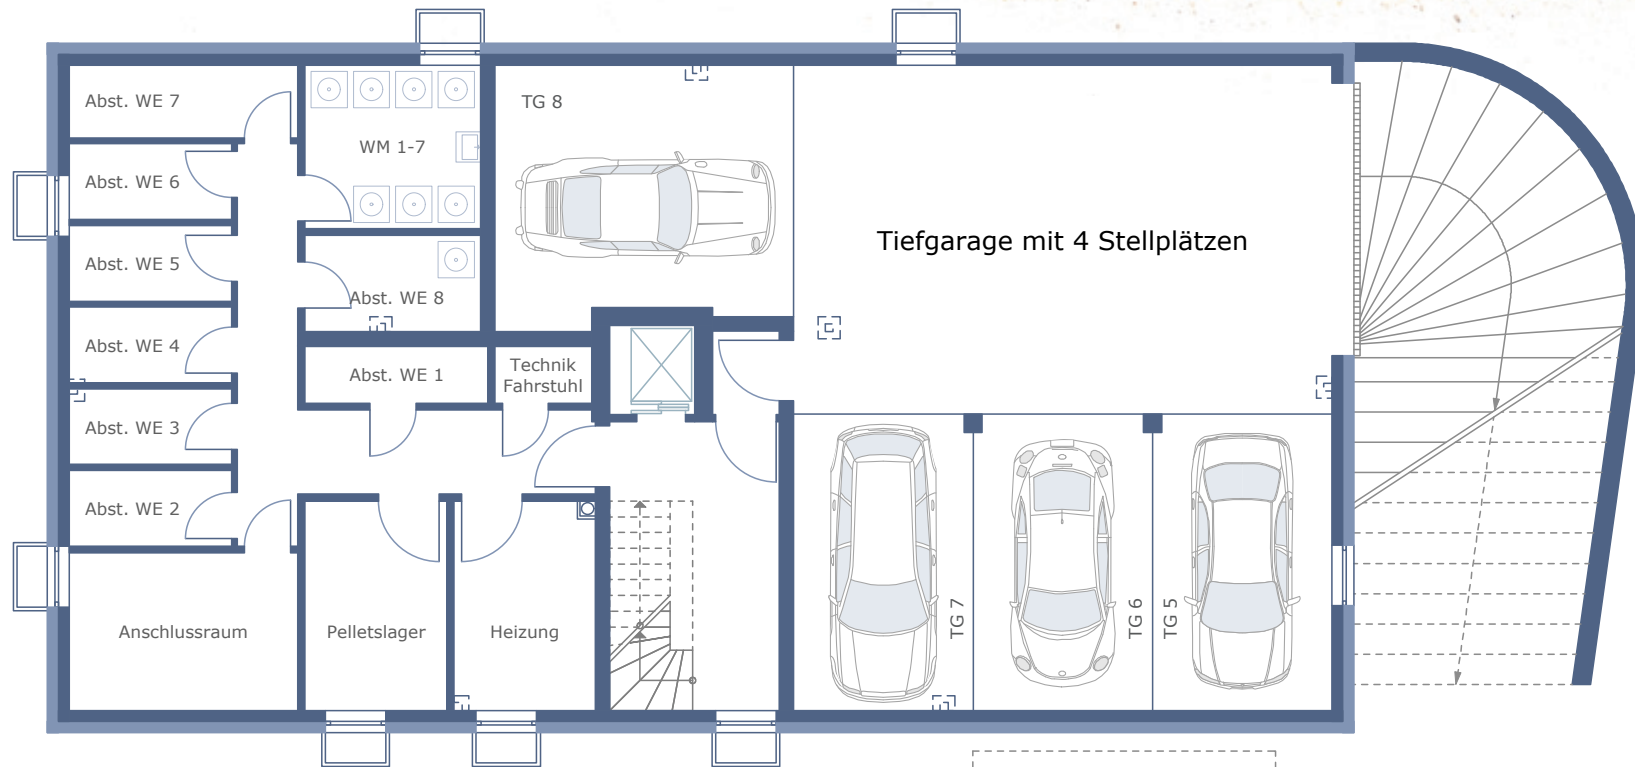 Abst. WE 7
WM 1-7
TG 8
Abst. WE 6
Abst. WE 5
Tiefgarage mit 4 Stellplätzen
Abst. WE 8
Abst. WE 4
Abst. WE 1
Technik
Fahrstuhl
Abst. WE 3
Abst. WE 2
Anschlussraum
Pelletslager
Heizung
TG 7
TG 6
TG 5